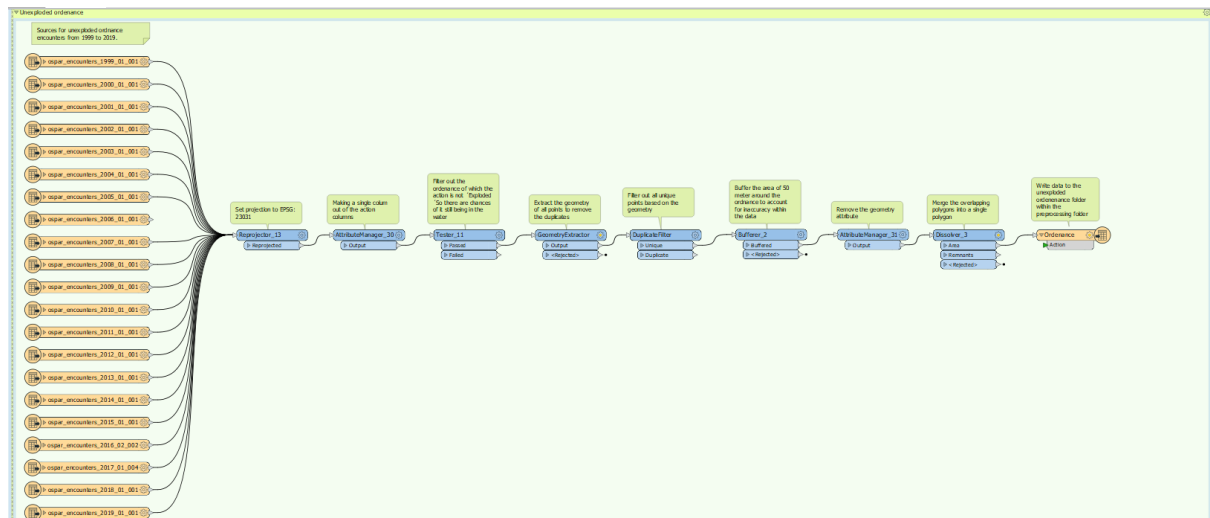 Unexploded ordenance
Sources for unexploded ordnance
encounters from 1999 to 2019.
ospar_encounters_1999_01_001
ospar_encounters_2000_01_001
ospar_encounters_2001_01_001
ospar_encounters_2002_01_001
ospar_encounters_2003_01_001
ospar_encounters_2004_01_001
ospar_encounters_2005_01_001
ospar_encounters_2006_01_001
ospar_encounters_2007_01_001
ospar_encounters_2008_01_001
ospar_encounters_2009_01_001
ospar_encounters_2010_01_001
ospar_encounters_2011_01_001
ospar_encounters_2012_01_001
ospar_encounters_2013_01_001
ospar_encounters_2014_01_001
ospar_encounters_2015_01_001
ospar_encounters_2016_02_002
ospar_encounters_2017_01_004
ospar_encounters_2018_01_001
ospar_encounters_2019_01_001
Set projection to EPSG:
23031
Reprojector_13
Reprojected
Making a single colum
out of the action
columns
AttributeManager_30
Output
Filter out the
ordenance of which the
action is not ´Exploded
´So there are chances
of it still being in the
water
Tester_11
Passed
Failed
Extract the geometry
of all points to remove
the duplicates
GeometryExtractor
Output
<Rejected>
Filter out all unique
points based on the
geometry
DuplicateFilter
Unique
Duplicate
Buffer the area of 50
meter around the
ordnance to account
for inaccuracy within
the data
Bufferer_2
Buffered
<Rejected>
Remove the geometry
attribute
AttributeManager_31
Output
Merge the overlapping
polygons into a single
polygon
Dissolver_3
Area
Remnants
<Rejected>
Write data to the
unexploded
ordenenance folder
within the
preprocessing folder
Ordenance
Action